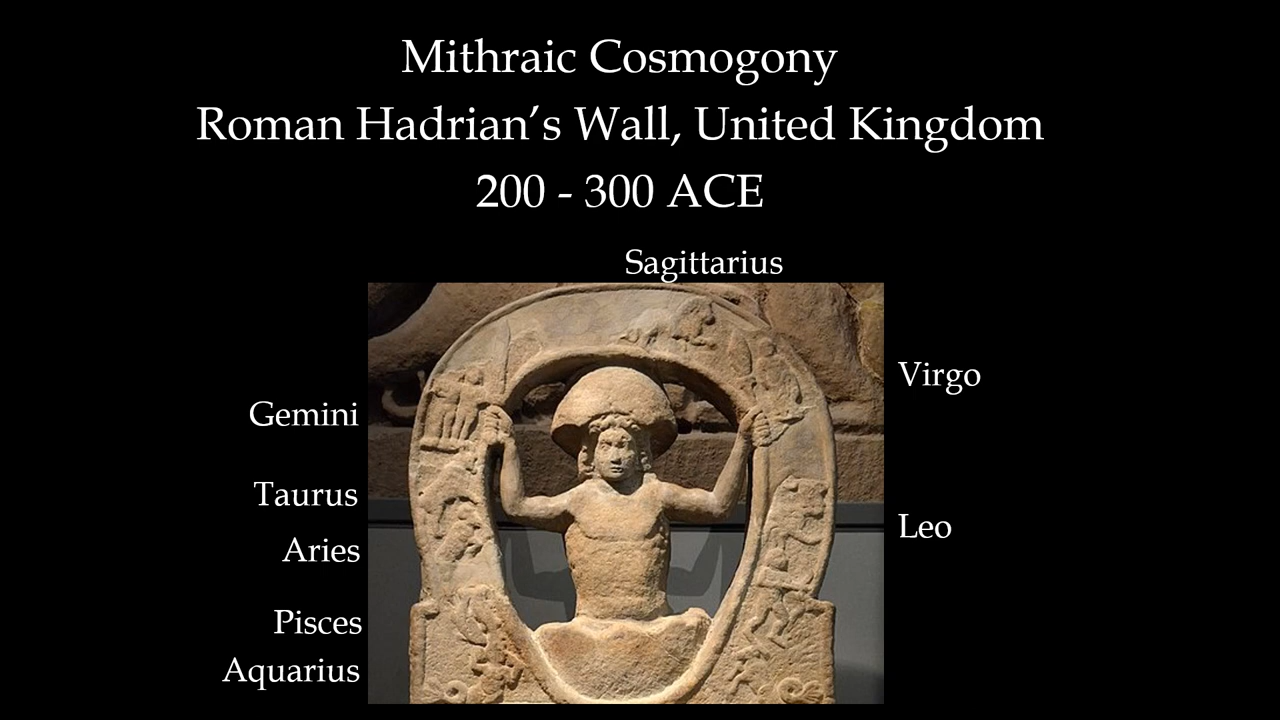 Mithraic Cosmogony
Roman Hadrian’s Wall, United Kingdom
200 - 300 ACE
Sagittarius
Virgo
Gemini
Taurus
Leo
Aries
Pisces
Aquarius